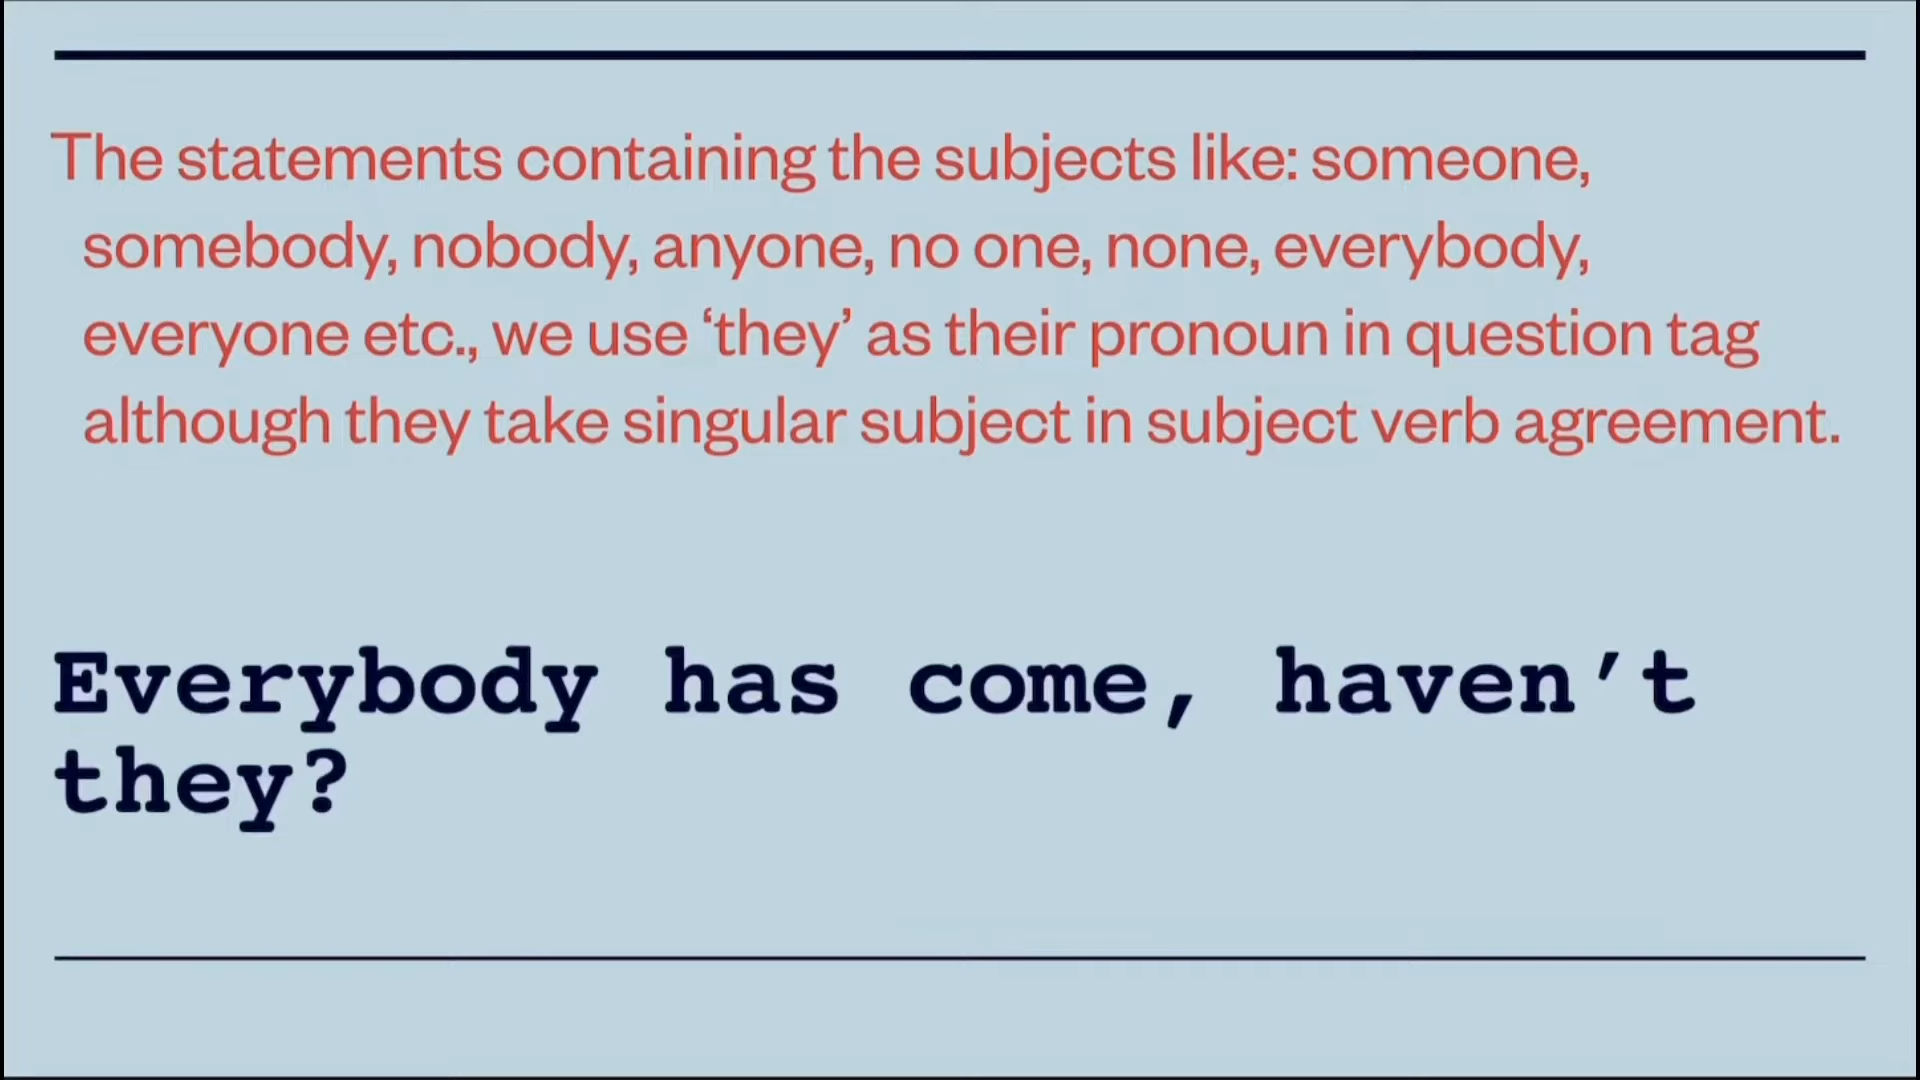 The statements containing the subjects like: someone,
somebody, nobody, anyone, no one, none, everybody,
everyone etc., we use ‘they’ as their pronoun in question tag
although they take singular subject in subject verb agreement.
Everybody has come, haven’t
they?